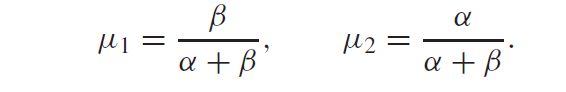 μ₁ = β / (α + β), μ₂ = α / (α + β).